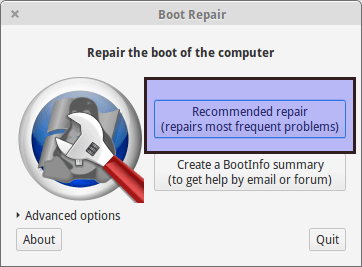 Boot Repair
Repair the boot of the computer
Recommended repair
(repairs most frequent problems)
Create a BootInfo summary
(to get help by email or forum)
Advanced options
About
Quit